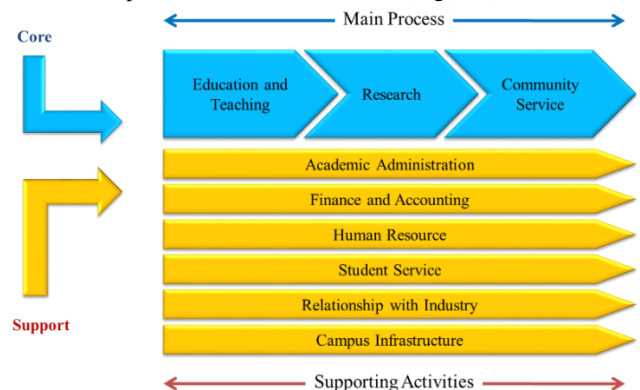 Main Process
Core
Education and
Teaching
Research
Community
Service
Academic Administration
Finance and Accounting
Human Resource
Student Service
Relationship with Industry
Support
Campus Infrastructure
Supporting Activities